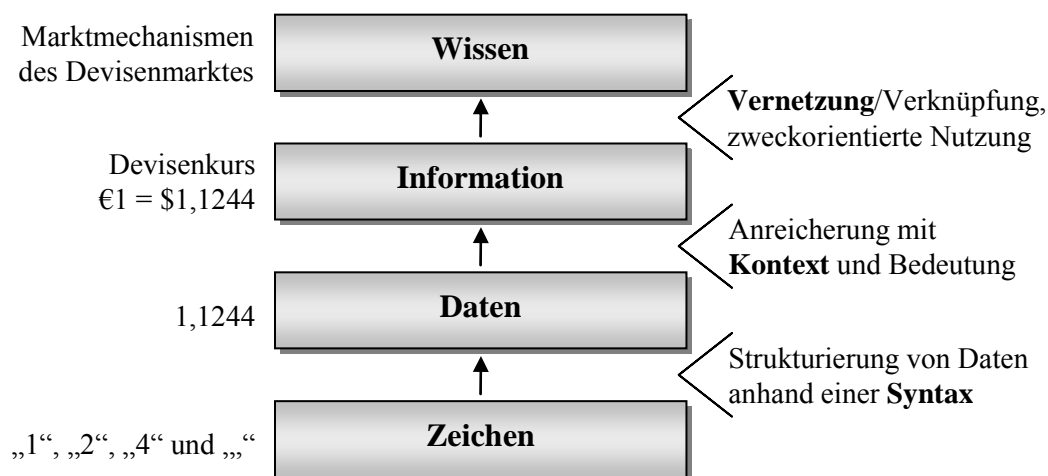 Marktmechanismen
des Devisenmarktes
Wissen
Vernetzung/Verknüpfung,
zweckorientierte Nutzung
Devisenkurs
€1 = $1,1244
Information
Anreicherung mit
Kontext und Bedeutung
1,1244
Daten
Strukturierung von Daten
anhand einer Syntax
„1“, „2“, „4“ und „,“
Zeichen